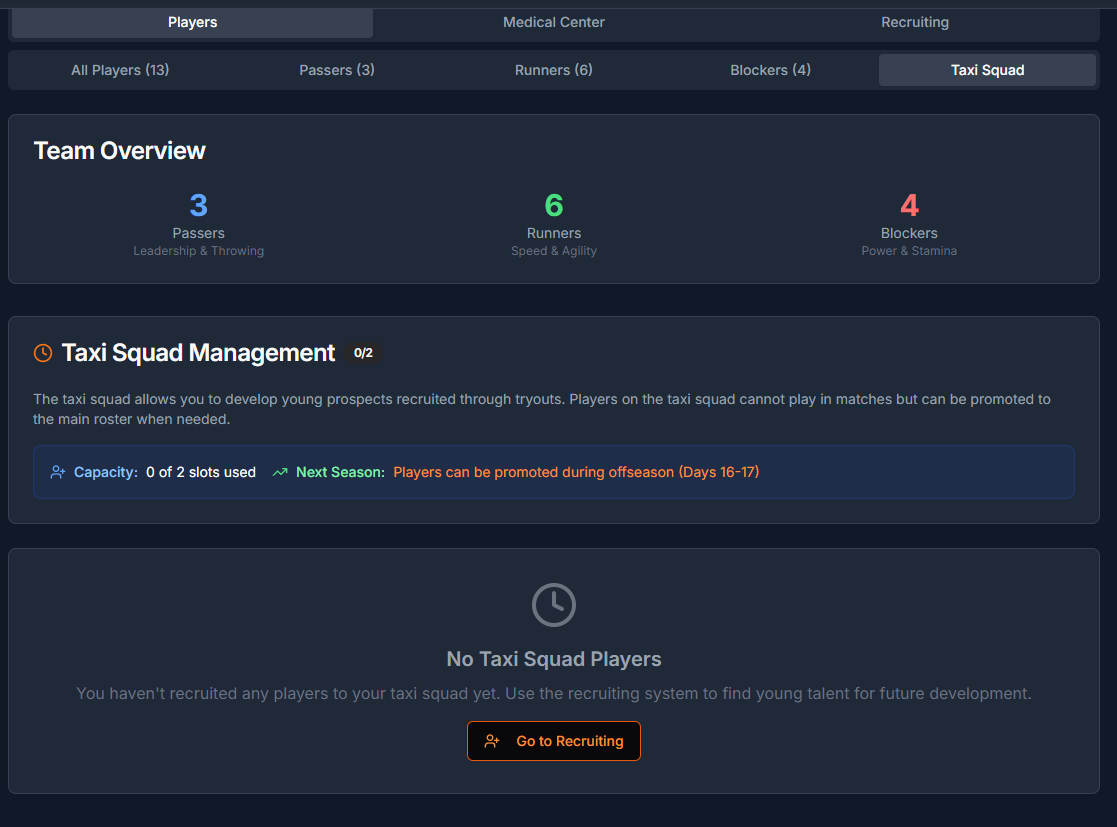 Players Medical Center Recruiting
All Players (13) Passers (3) Runners (6) Blockers (4) Taxi Squad
Team Overview
3 6 4
Passers Runners Blockers
Leadership & Throwing Speed & Agility Power & Stamina
Taxi Squad Management 0/2
The taxi squad allows you to develop young prospects recruited through tryouts. Players on the taxi squad cannot play in matches but can be promoted to
the main roster when needed.
Capacity: 0 of 2 slots used Next Season: Players can be promoted during offseason (Days 16-17)
No Taxi Squad Players
You haven't recruited any players to your taxi squad yet. Use the recruiting system to find young talent for future development.
Go to Recruiting